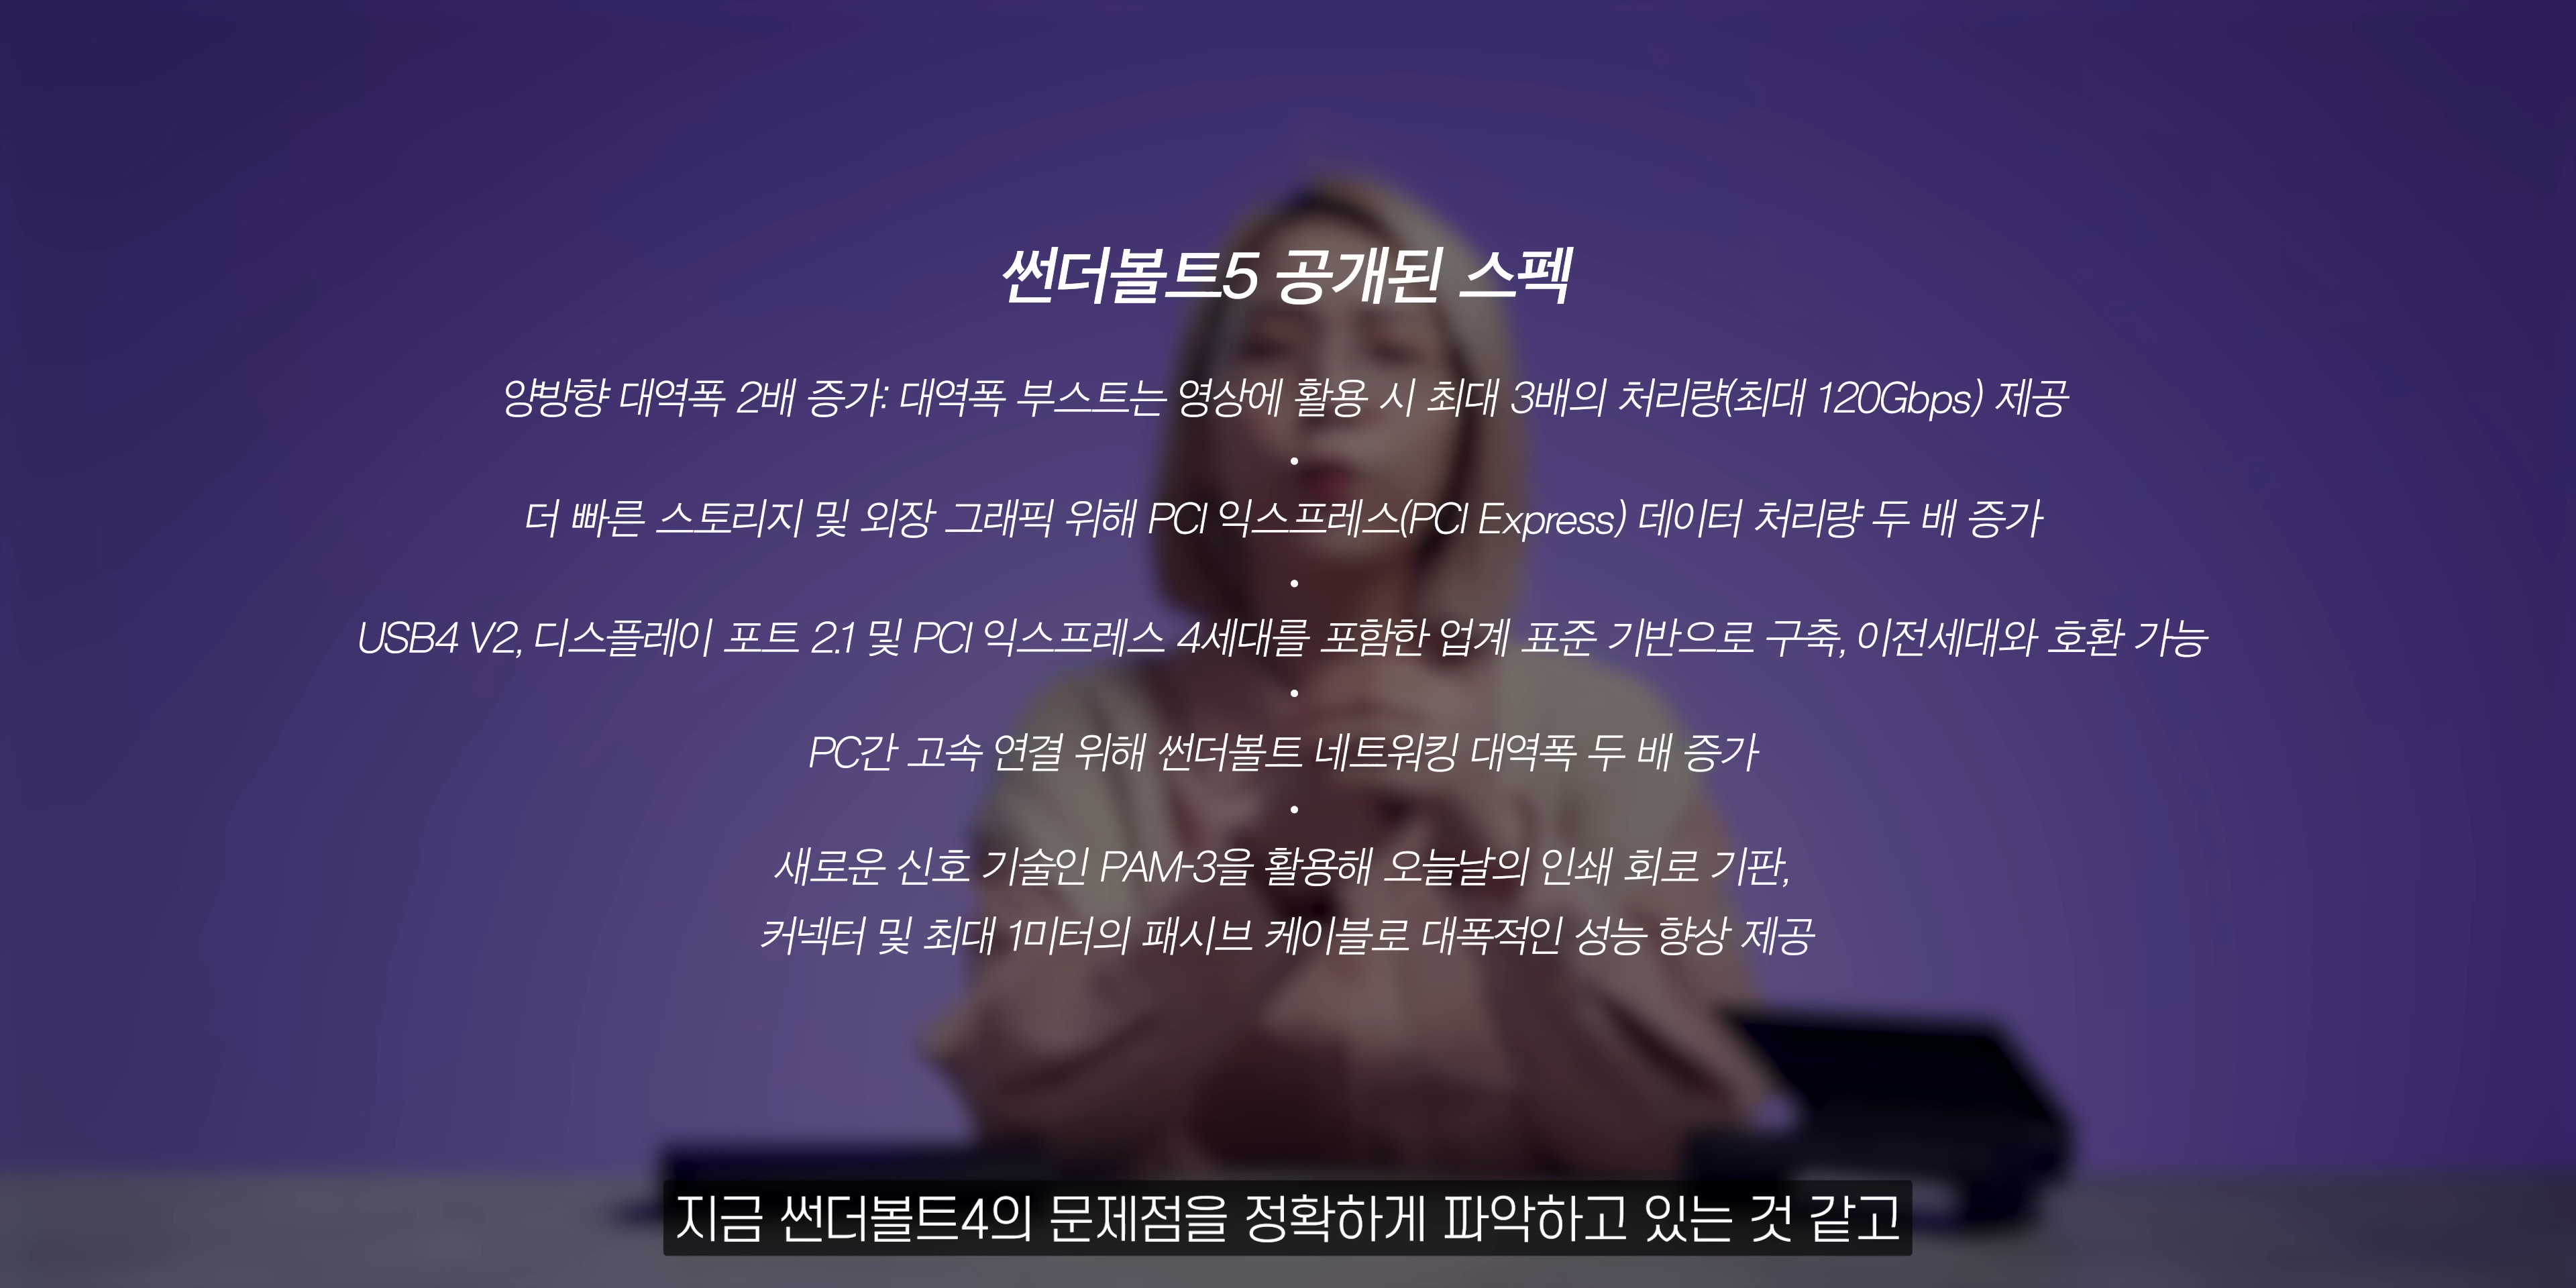 썬더볼트5 공개된 스펙
양방향 대역폭 2배 증가: 대역폭 부스트는 영상에 활용 시 최대 3배의 처리량(최대 120Gbps) 제공
•
더 빠른 스토리지 및 외장 그래픽 위해 PCI 익스프레스(PCI Express) 데이터 처리량 두 배 증가
•
USB4 V2, 디스플레이 포트 2.1 및 PCI 익스프레스 4세대를 포함한 업계 표준 기반으로 구축, 이전세대와 호환 가능
•
PC간 고속 연결 위해 썬더볼트 네트워킹 대역폭 두 배 증가
•
새로운 신호 기술인 PAM-3을 활용해 오늘날의 인쇄 회로 기판,
커넥터 및 최대 1미터의 패시브 케이블로 대폭적인 성능 향상 제공
지금 썬더볼트4의 문제점을 정확하게 파악하고 있는 것 같고